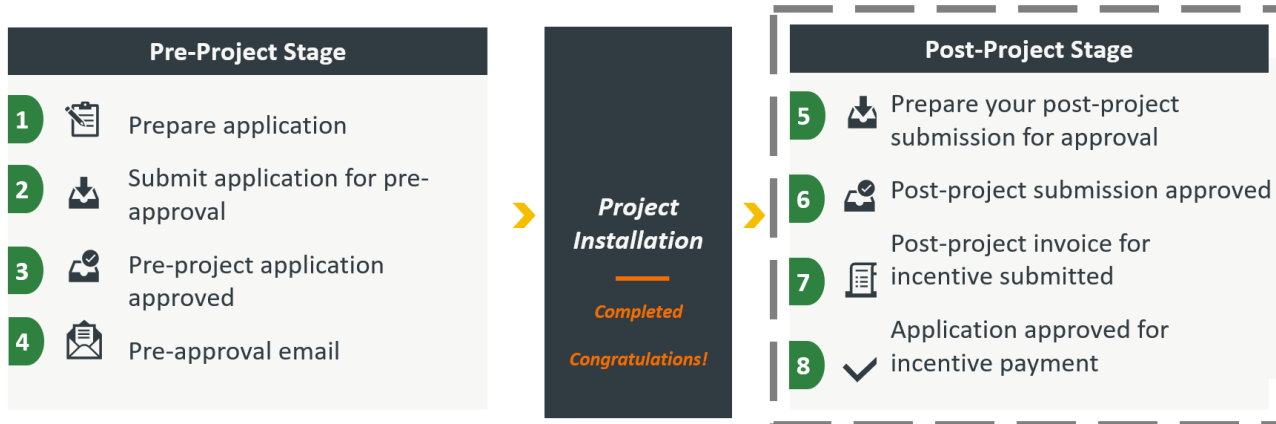 Pre-Project Stage
1
Prepare application
2
Submit application for pre-
approval
3
Pre-project application
approved
4
Pre-approval email
Project
Installation
Completed
Congratulations!
Post-Project Stage
5
Prepare your post-project
submission for approval
6
Post-project submission approved
7
Post-project invoice for
incentive submitted
8
Application approved for
incentive payment